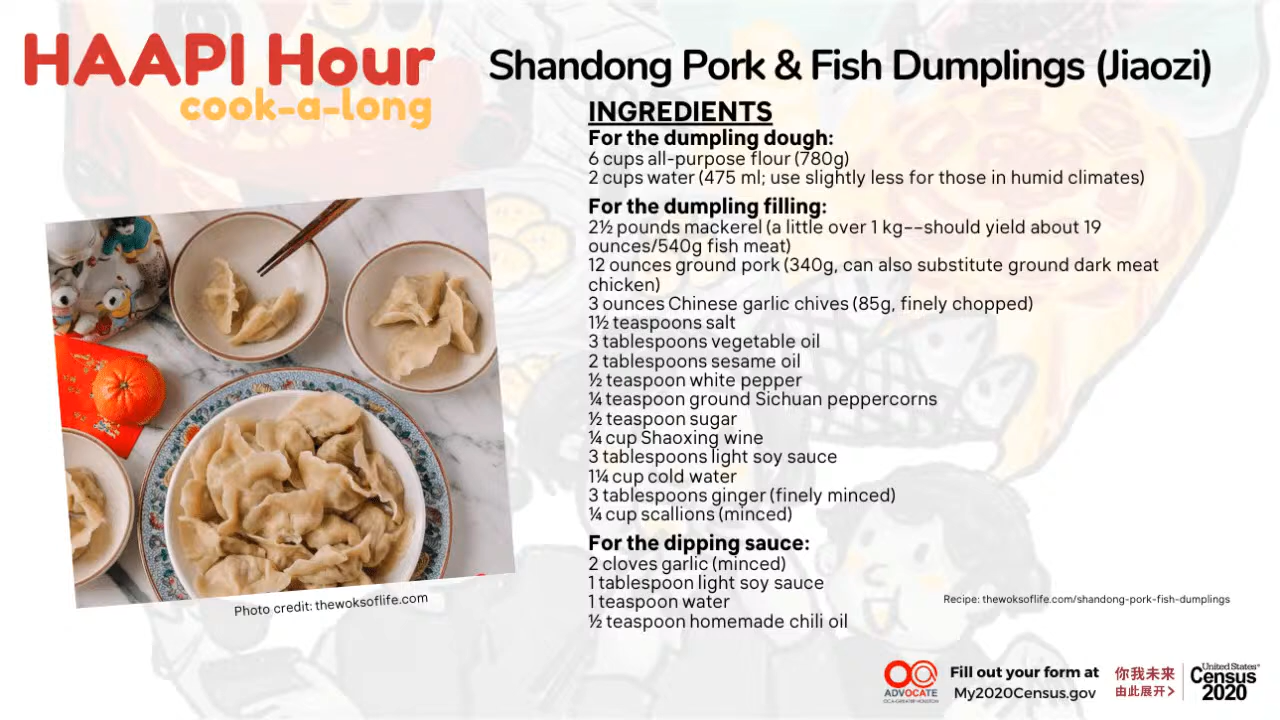 HAAPI Hour
cook-a-long
Shandong Pork & Fish Dumplings (Jiaozi)
INGREDIENTS
For the dumpling dough:
6 cups all-purpose flour (780g)
2 cups water (475 ml; use slightly less for those in humid climates)
For the dumpling filling:
2½ pounds mackerel (a little over 1 kg––should yield about 19
ounces/540g fish meat)
12 ounces ground pork (340g, can also substitute ground dark meat
chicken)
3 ounces Chinese garlic chives (85g, finely chopped)
1½ teaspoons salt
3 tablespoons vegetable oil
2 tablespoons sesame oil
½ teaspoon white pepper
¼ teaspoon ground Sichuan peppercorns
½ teaspoon sugar
¼ cup Shaoxing wine
3 tablespoons light soy sauce
1¼ cup cold water
3 tablespoons ginger (finely minced)
¼ cup scallions (minced)
For the dipping sauce:
2 cloves garlic (minced)
1 tablespoon light soy sauce
1 teaspoon water
½ teaspoon homemade chili oil
Photo credit: thewoksoflife.com
Recipe: thewoksoflife.com/shandong-pork-fish-dumplings
ADVOCATE
OCA-GREATER HOUSTON
Fill out your form at
My2020Census.gov
你我未来
由此展开>
United States®
Census
2020